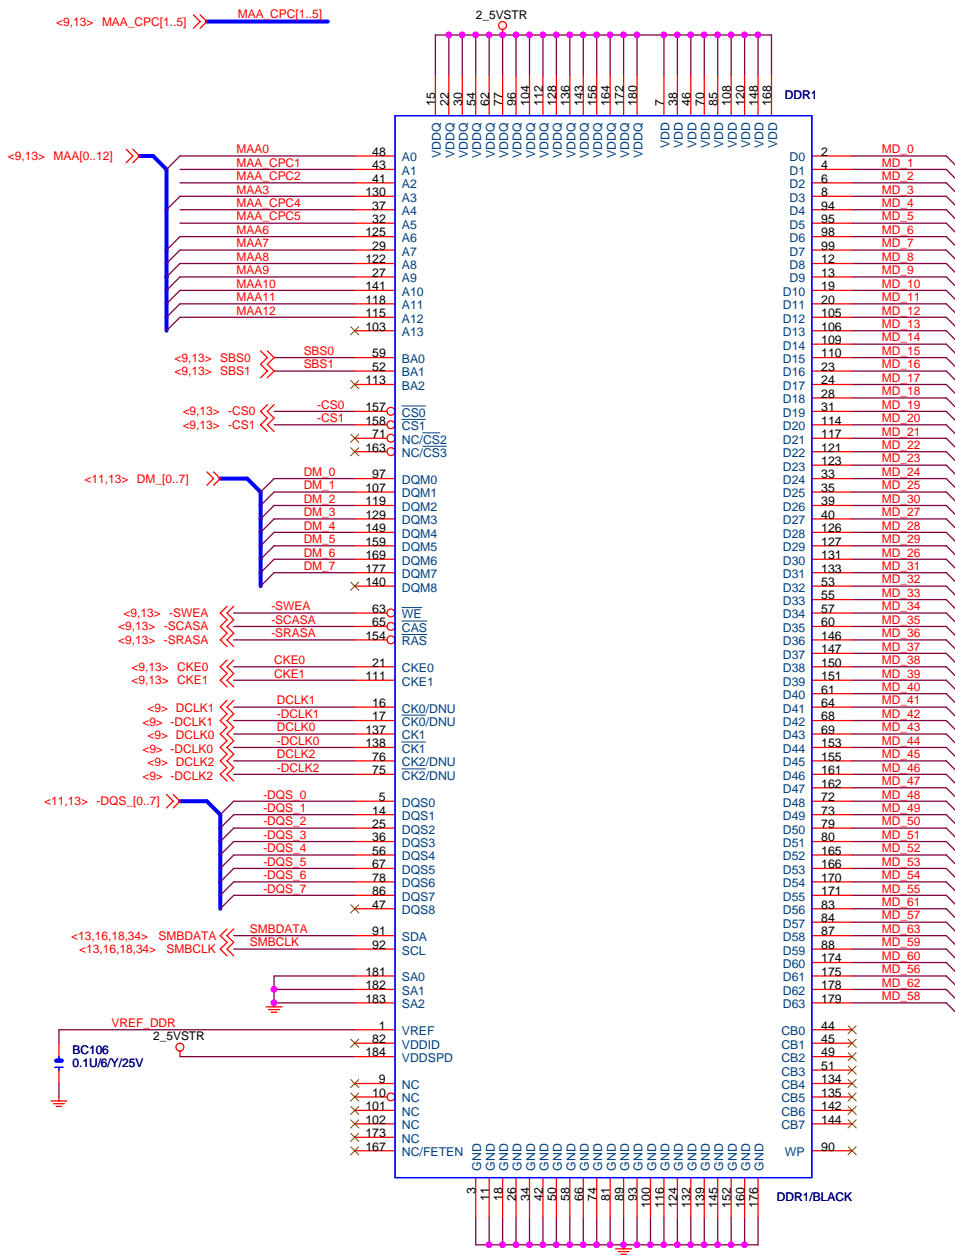 <9,13> MAA_CPC[1..5] MAA_CPC[1..5]
2_5VSTR
15 22 30 54 62 77 96 104 112 128 136 143 156 164 172 180 7 38 46 70 85 108 120 148 168
DDR1
VDDQ VDDQ VDDQ VDDQ VDDQ VDDQ VDDQ VDDQ VDDQ VDDQ VDDQ VDDQ VDDQ VDDQ VDDQ VDDQ VDD VDD VDD VDD VDD VDD VDD VDD VDD
<9,13> MAA[0..12]
MAA0 48 A0
MAA_CPC1 43 A1
MAA_CPC2 41 A2
MAA3 130 A3
MAA_CPC4 37 A4
MAA_CPC5 32 A5
MAA6 125 A6
MAA7 29 A7
MAA8 122 A8
MAA9 27 A9
MAA10 141 A10
MAA11 118 A11
MAA12 115 A12
103 A13
<9,13> SBS0 SBS0 59 BA0
<9,13> SBS1 SBS1 52 BA1
113 BA2
<9,13> -CS0 -CS0 157 CS0
<9,13> -CS1 -CS1 158 CS1
71 NC/CS2
163 NC/CS3
<11,13> DM_[0..7]
DM_0 97 DQM0
DM_1 107 DQM1
DM_2 119 DQM2
DM_3 129 DQM3
DM_4 149 DQM4
DM_5 159 DQM5
DM_6 169 DQM6
DM_7 177 DQM7
140 DQM8
<9,13> -SWEA -SWEA 63 WE
<9,13> -SCASA -SCASA 65 CAS
<9,13> -SRASA -SRASA 154 RAS
<9,13> CKE0 CKE0 21 CKE0
<9,13> CKE1 CKE1 111 CKE1
<9> DCLK1 DCLK1 16 CK0/DNU
<9> -DCLK1 -DCLK1 17 CK0/DNU
<9> DCLK0 DCLK0 137 CK1
<9> -DCLK0 -DCLK0 138 CK1
<9> DCLK2 DCLK2 76 CK2/DNU
<9> -DCLK2 -DCLK2 75 CK2/DNU
<11,13> -DQS_[0..7]
-DQS_0 5 DQS0
-DQS_1 14 DQS1
-DQS_2 25 DQS2
-DQS_3 36 DQS3
-DQS_4 56 DQS4
-DQS_5 67 DQS5
-DQS_6 78 DQS6
-DQS_7 86 DQS7
47 DQS8
<13,16,18,34> SMBDATA SMBDATA 91 SDA
<13,16,18,34> SMBCLK SMBCLK 92 SCL
181 SA0
182 SA1
183 SA2
VREF_DDR 1 VREF
82 VDDID
2_5VSTR 184 VDDSPD
BC106
0.1U/6/Y/25V
9 NC
10 NC
101 NC
102 NC
173 NC
167 NC/FETEN
D0 2 MD_0
D1 4 MD_1
D2 6 MD_2
D3 8 MD_3
D4 94 MD_4
D5 95 MD_5
D6 98 MD_6
D7 99 MD_7
D8 12 MD_8
D9 13 MD_9
D10 19 MD_10
D11 20 MD_11
D12 105 MD_12
D13 106 MD_13
D14 109 MD_14
D15 110 MD_15
D16 23 MD_16
D17 24 MD_17
D18 28 MD_18
D19 31 MD_19
D20 114 MD_20
D21 117 MD_21
D22 121 MD_22
D23 123 MD_23
D24 33 MD_24
D25 35 MD_25
D26 39 MD_30
D27 40 MD_27
D28 126 MD_28
D29 127 MD_29
D30 131 MD_26
D31 133 MD_31
D32 53 MD_32
D33 55 MD_33
D34 57 MD_34
D35 60 MD_35
D36 146 MD_36
D37 147 MD_37
D38 150 MD_38
D39 151 MD_39
D40 61 MD_40
D41 64 MD_41
D42 68 MD_42
D43 69 MD_43
D44 153 MD_44
D45 155 MD_45
D46 161 MD_46
D47 162 MD_47
D48 72 MD_48
D49 73 MD_49
D50 79 MD_50
D51 80 MD_51
D52 165 MD_52
D53 166 MD_53
D54 170 MD_54
D55 171 MD_55
D56 83 MD_61
D57 84 MD_57
D58 87 MD_63
D59 88 MD_59
D60 174 MD_60
D61 175 MD_56
D62 178 MD_62
D63 179 MD_58
CB0 44
CB1 45
CB2 49
CB3 51
CB4 134
CB5 135
CB6 142
CB7 144
WP 90
GND GND GND GND GND GND GND GND GND GND GND GND GND GND GND GND GND GND GND GND GND GND
3 11 18 26 34 42 50 58 66 74 81 89 93 100 116 124 132 139 145 152 160 176
DDR1/BLACK